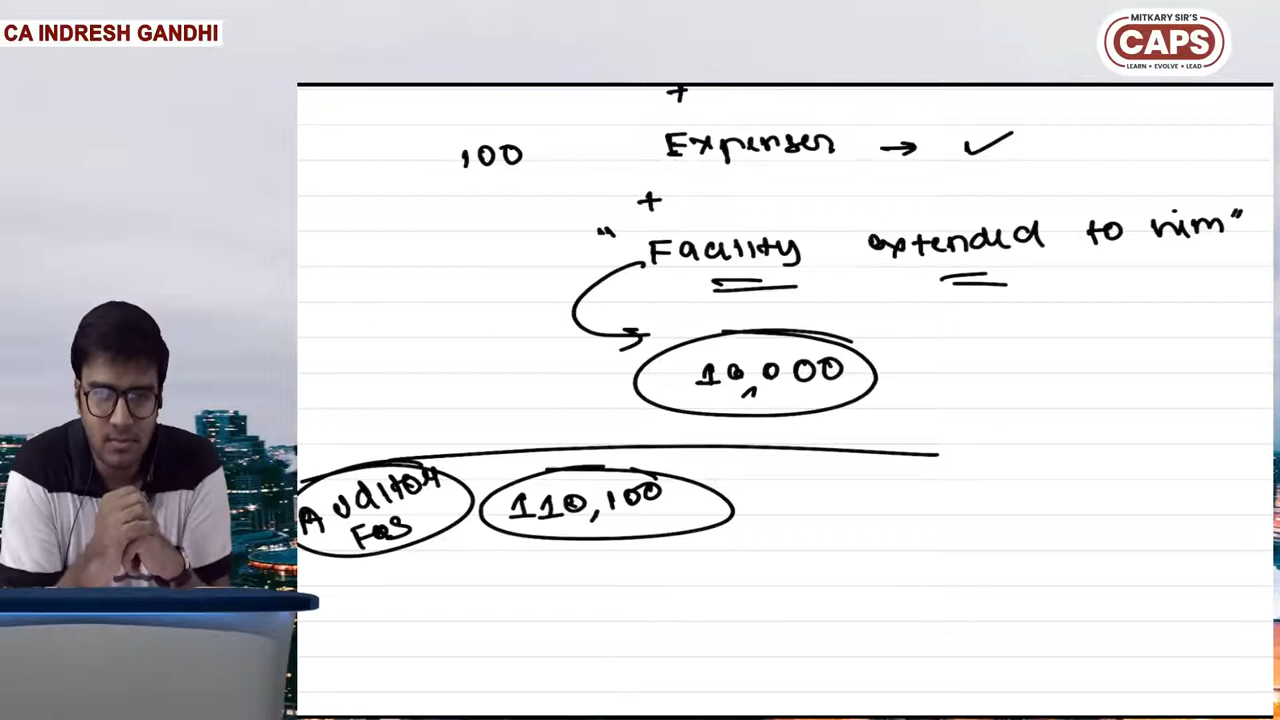 CA INDRESH GANDHI
MITKARY SIR'S
CAPS
LEARN • EVOLVE • LEAD
+
100 Expenses → ✓
+
"Facility extended to him"
10,000
Auditor Fees 110,100